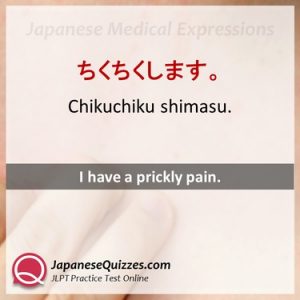 Japanese Medical Expressions
ちくちくします。
Chikuchiku shimasu.
I have a prickly pain.
JapaneseQuizzes.com
JLPT Practice Test Online